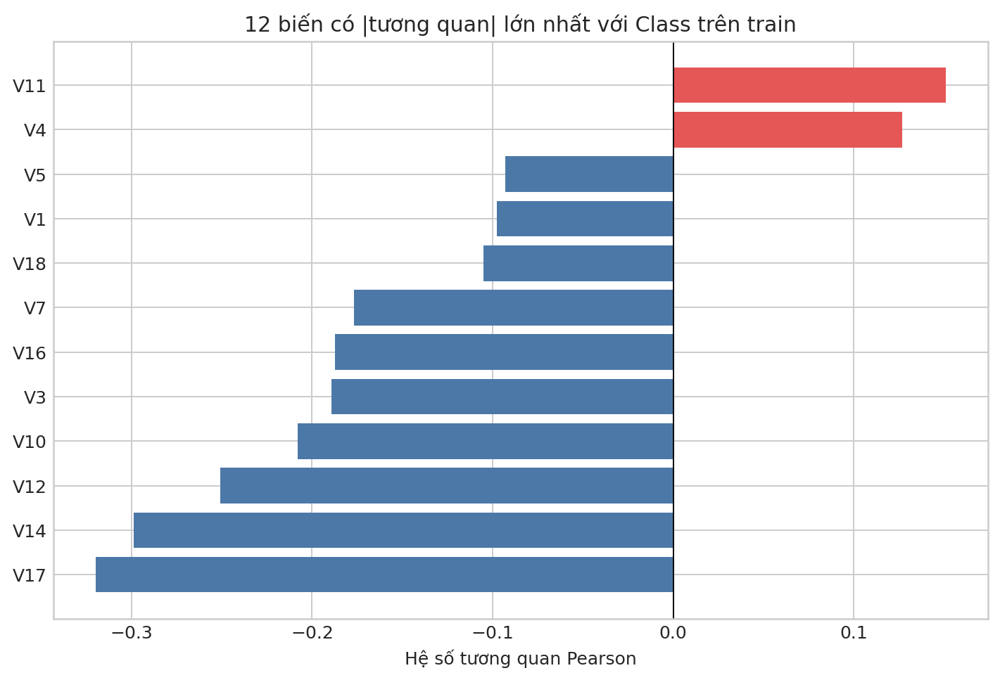 12 biến có |tương quan| lớn nhất với Class trên train
V11
V4
V5
V1
V18
V7
V16
V3
V10
V12
V14
V17
−0.3 −0.2 −0.1 0.0 0.1
Hệ số tương quan Pearson